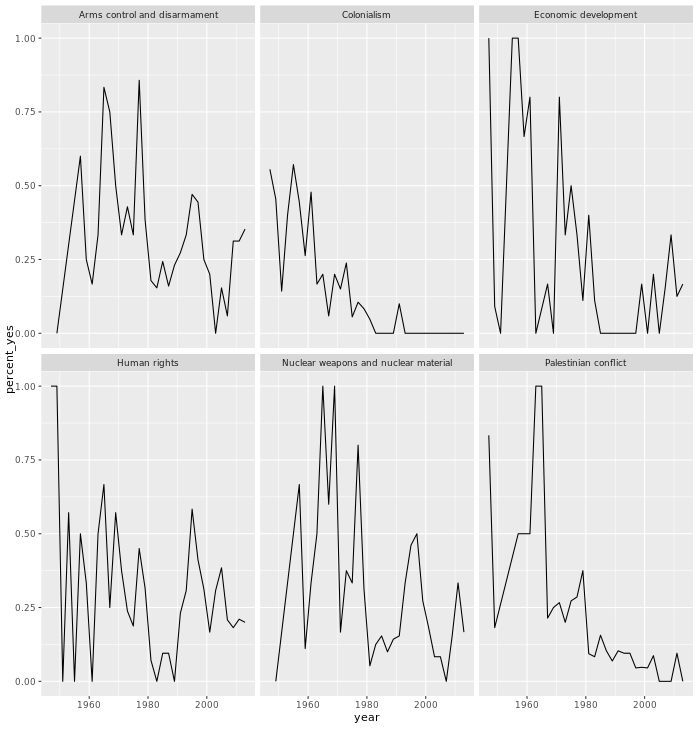 Arms control and disarmament
Colonialism
Economic development
1.00
0.75
0.50
0.25
0.00
percent_yes
Human rights
Nuclear weapons and nuclear material
Palestinian conflict
1.00
0.75
0.50
0.25
0.00
1960 1980 2000
1960 1980 2000
1960 1980 2000
year